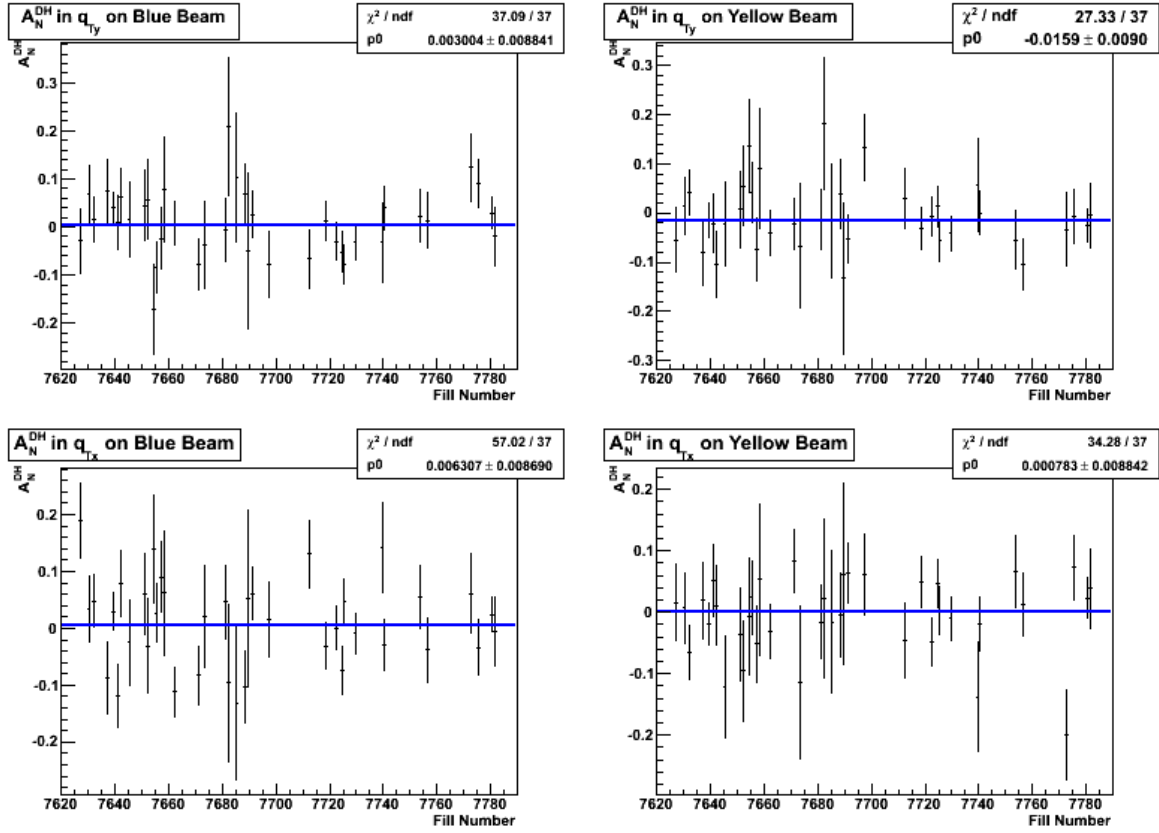 A_N^DH in q_Ty on Blue Beam
χ² / ndf 37.09 / 37
p0 0.003004 ± 0.008841
A_N^DH
0.3
0.2
0.1
0
-0.1
-0.2
7620 7640 7660 7680 7700 7720 7740 7760 7780
Fill Number
A_N^DH in q_Ty on Yellow Beam
χ² / ndf 27.33 / 37
p0 -0.0159 ± 0.0090
A_N^DH
0.3
0.2
0.1
0
-0.1
-0.2
-0.3
7620 7640 7660 7680 7700 7720 7740 7760 7780
Fill Number
A_N^DH in q_Tx on Blue Beam
χ² / ndf 57.02 / 37
p0 0.006307 ± 0.008690
A_N^DH
0.2
0.1
0
-0.1
-0.2
7620 7640 7660 7680 7700 7720 7740 7760 7780
Fill Number
A_N^DH in q_Tx on Yellow Beam
χ² / ndf 34.28 / 37
p0 0.000783 ± 0.008842
A_N^DH
0.2
0.1
0
-0.1
-0.2
7620 7640 7660 7680 7700 7720 7740 7760 7780
Fill Number